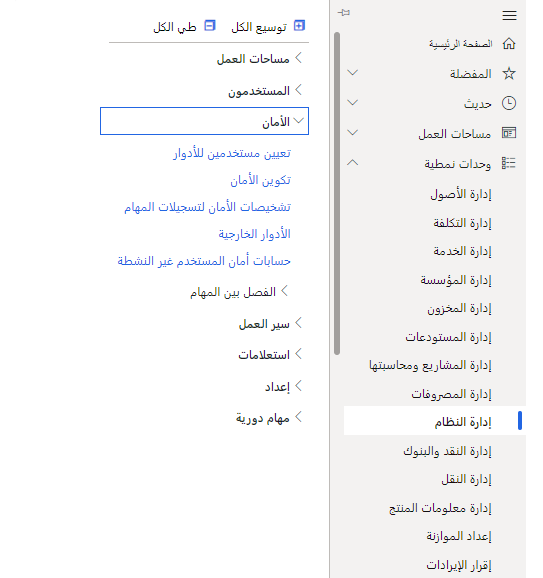 الصفحة الرئيسية
المفضلة
حديث
مساحات العمل
وحدات نمطية
إدارة الأصول
إدارة التكلفة
إدارة الخدمة
إدارة المؤسسة
إدارة المخزون
إدارة المستودعات
إدارة المشاريع ومحاسبتها
إدارة المصروفات
إدارة النظام
إدارة النقد والبنوك
إدارة النقل
إدارة معلومات المنتج
إعداد الموازنة
إقرار الإيرادات
توسيع الكل طي الكل
مساحات العمل
المستخدمون
الأمان
تعيين مستخدمين للأدوار
تكوين الأمان
تشخيصات الأمان لتسجيلات المهام
الأدوار الخارجية
حسابات أمان المستخدم غير النشطة
الفصل بين المهام
سير العمل
استعلامات
إعداد
مهام دورية